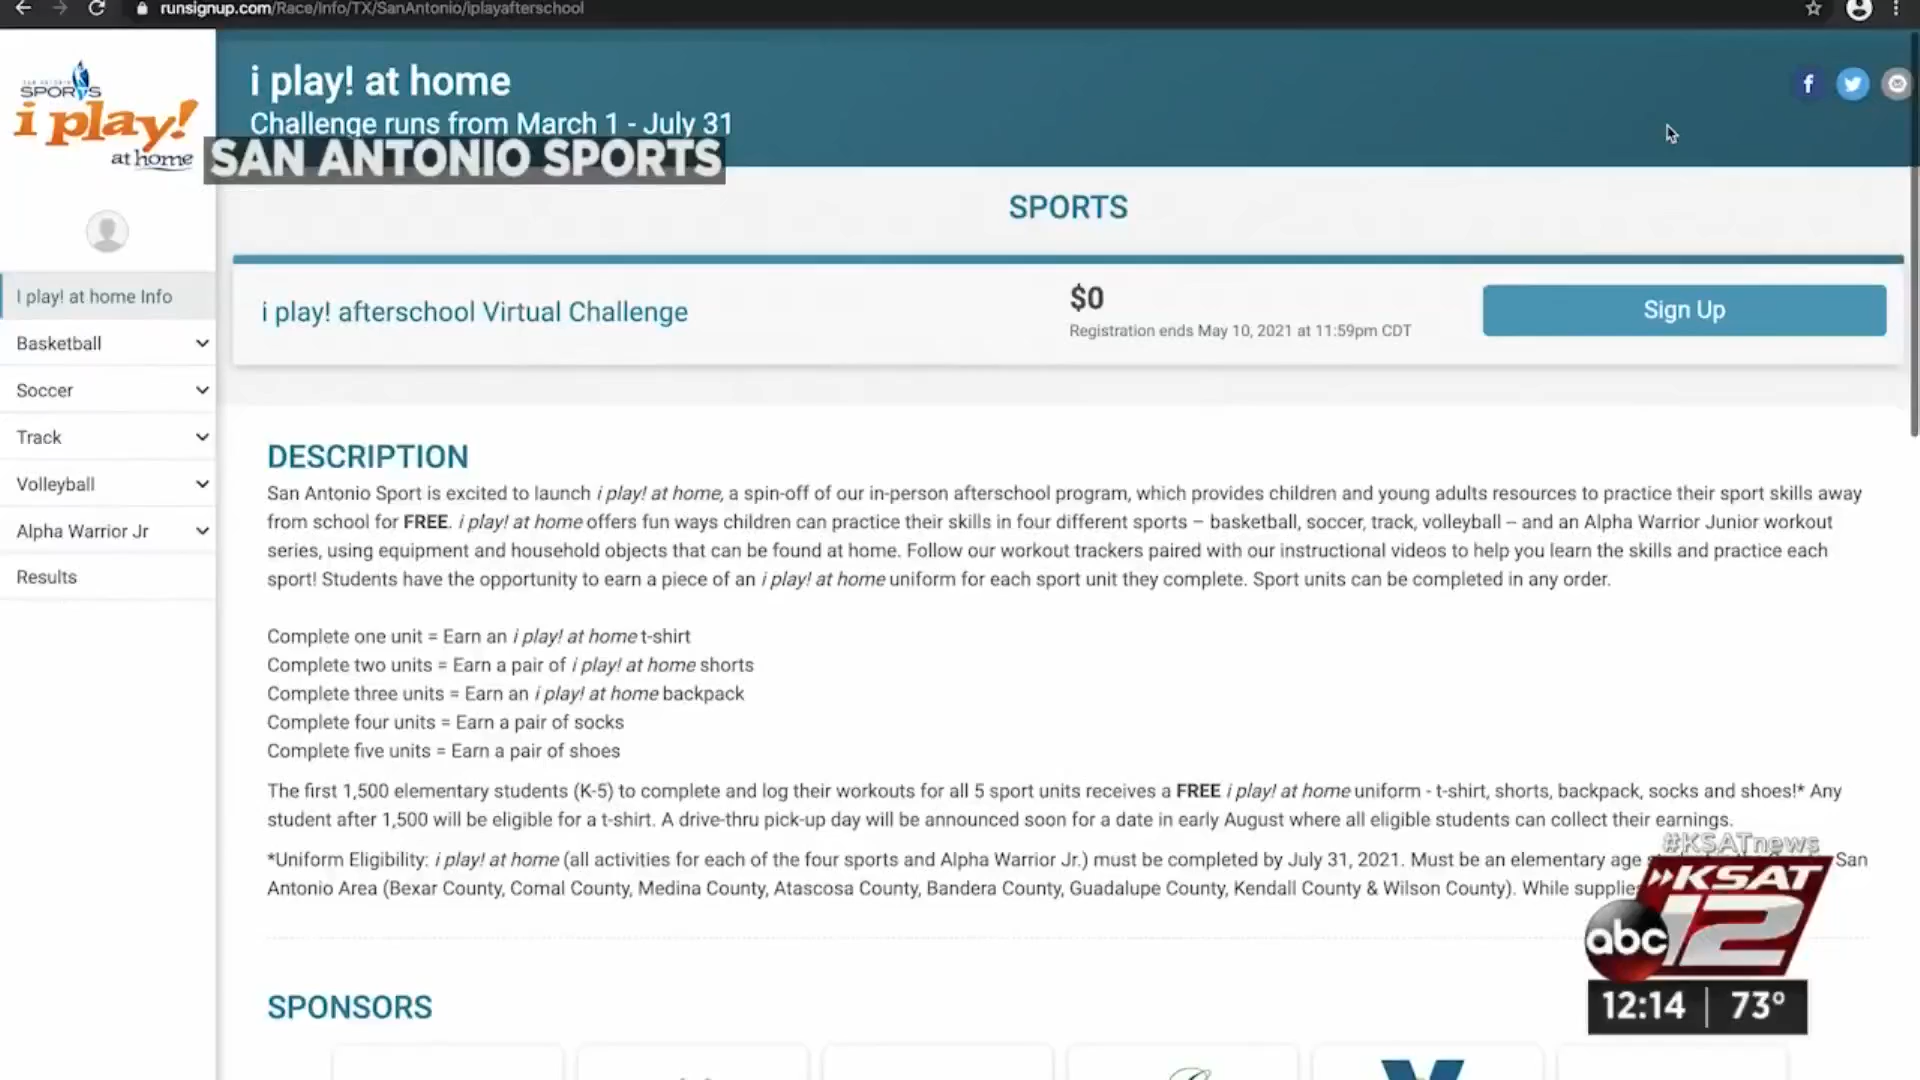 runsignup.com/Race/Info/TX/SanAntonio/iplayafterschool
SAN ANTONIO
SPORTS
i play!
at home
i play! at home
Challenge runs from March 1 - July 31
SAN ANTONIO SPORTS
I play! at home Info
Basketball
Soccer
Track
Volleyball
Alpha Warrior Jr
Results
SPORTS
i play! afterschool Virtual Challenge
$0
Registration ends May 10, 2021 at 11:59pm CDT
Sign Up
DESCRIPTION
San Antonio Sport is excited to launch i play! at home, a spin-off of our in-person afterschool program, which provides children and young adults resources to practice their sport skills away
from school for FREE. i play! at home offers fun ways children can practice their skills in four different sports – basketball, soccer, track, volleyball – and an Alpha Warrior Junior workout
series, using equipment and household objects that can be found at home. Follow our workout trackers paired with our instructional videos to help you learn the skills and practice each
sport! Students have the opportunity to earn a piece of an i play! at home uniform for each sport unit they complete. Sport units can be completed in any order.
Complete one unit = Earn an i play! at home t-shirt
Complete two units = Earn a pair of i play! at home shorts
Complete three units = Earn an i play! at home backpack
Complete four units = Earn a pair of socks
Complete five units = Earn a pair of shoes
The first 1,500 elementary students (K-5) to complete and log their workouts for all 5 sport units receives a FREE i play! at home uniform - t-shirt, shorts, backpack, socks and shoes!* Any
student after 1,500 will be eligible for a t-shirt. A drive-thru pick-up day will be announced soon for a date in early August where all eligible students can collect their earnings.
*Uniform Eligibility: i play! at home (all activities for each of the four sports and Alpha Warrior Jr.) must be completed by July 31, 2021. Must be an elementary age San
Antonio Area (Bexar County, Comal County, Medina County, Atascosa County, Bandera County, Guadalupe County, Kendall County & Wilson County). While
SPONSORS
#KSATnews
KSAT
abc 12
12:14 | 73°